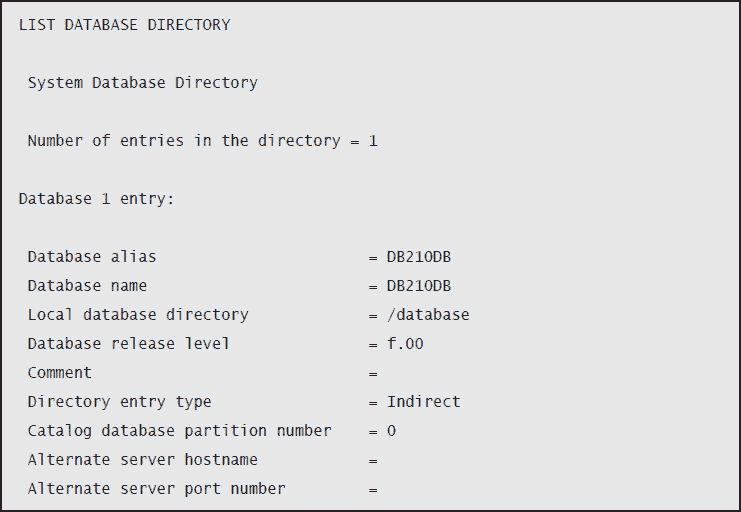 LIST DATABASE DIRECTORY
System Database Directory
Number of entries in the directory = 1
Database 1 entry:
Database alias = DB210DB
Database name = DB210DB
Local database directory = /database
Database release level = f.00
Comment =
Directory entry type = Indirect
Catalog database partition number = 0
Alternate server hostname =
Alternate server port number =